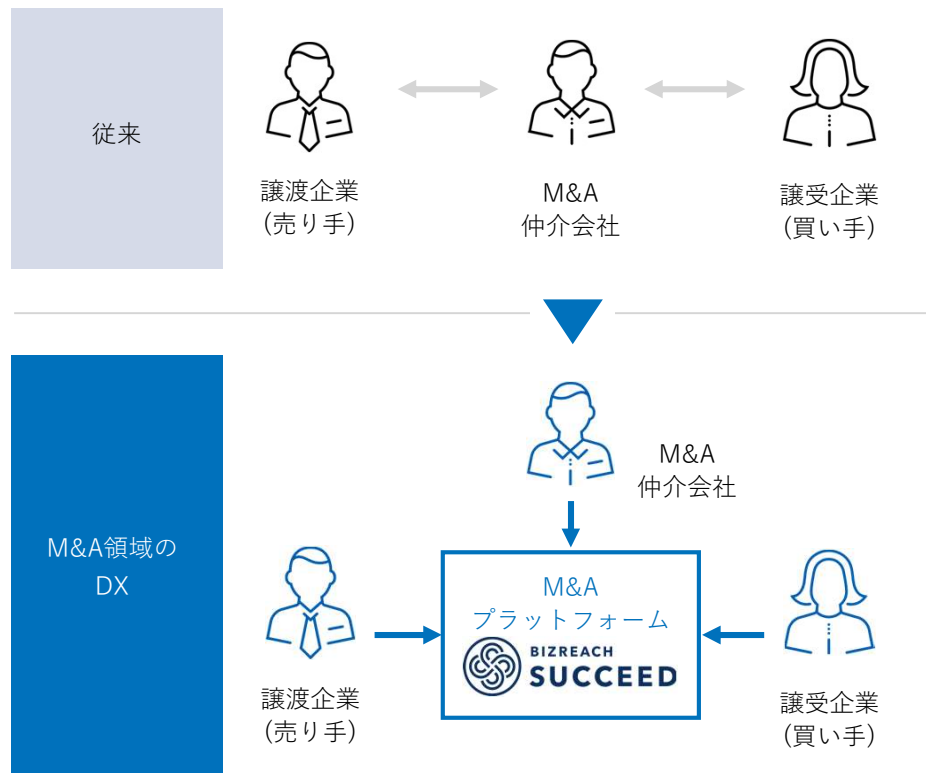 従来
譲渡企業
(売り手)
M&A
仲介会社
譲受企業
(買い手)
M&A領域の
DX
M&A
仲介会社
譲渡企業
(売り手)
M&A
プラットフォーム
BIZREACH
SUCCEED
譲受企業
(買い手)